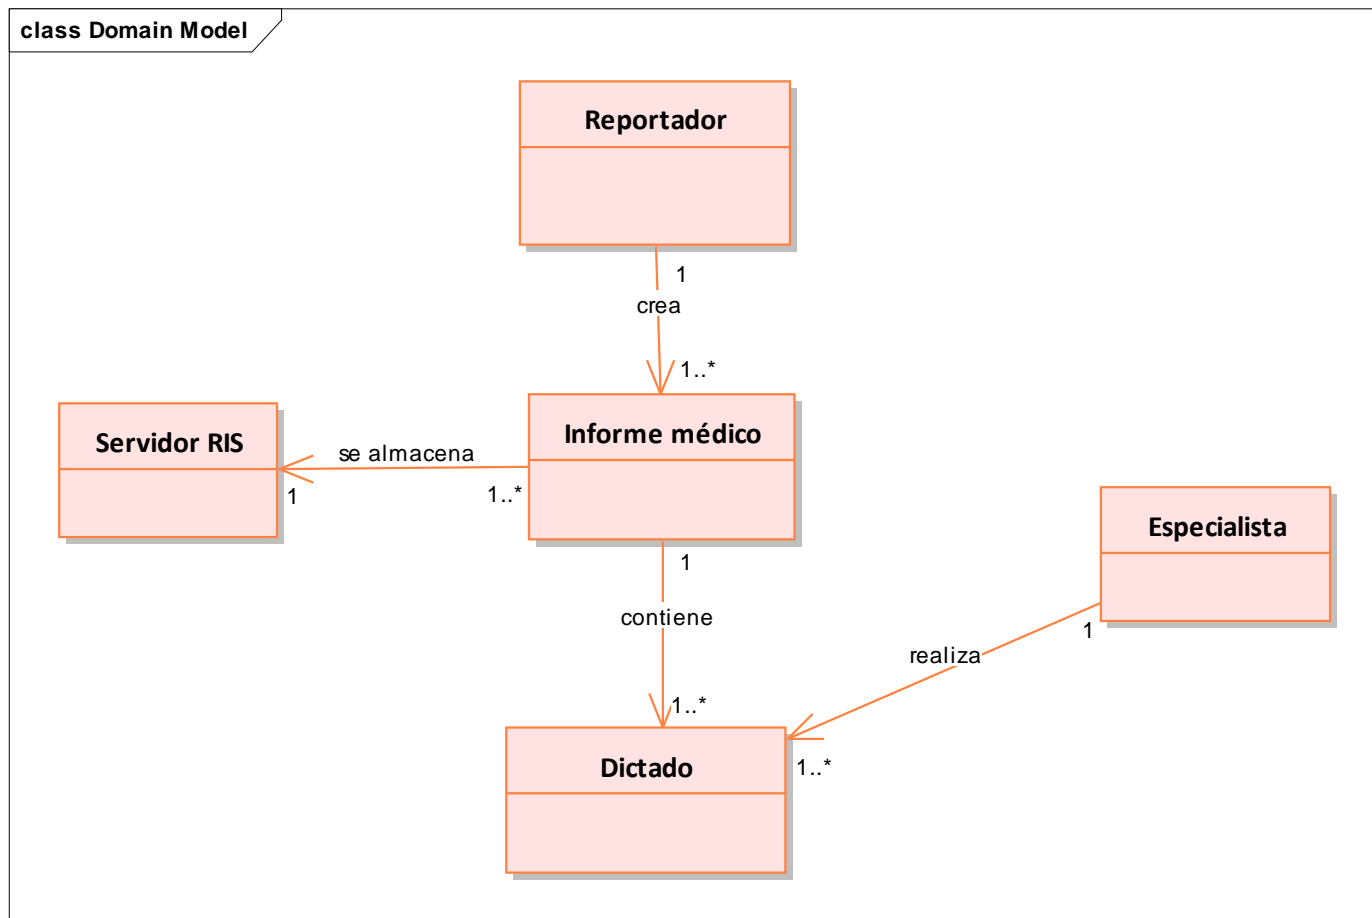 class Domain Model
Reportador
1
crea
1..*
Servidor RIS
se almacena
Informe médico
1
1..*
1
Especialista
contiene
1
realiza
1..*
Dictado
1..*